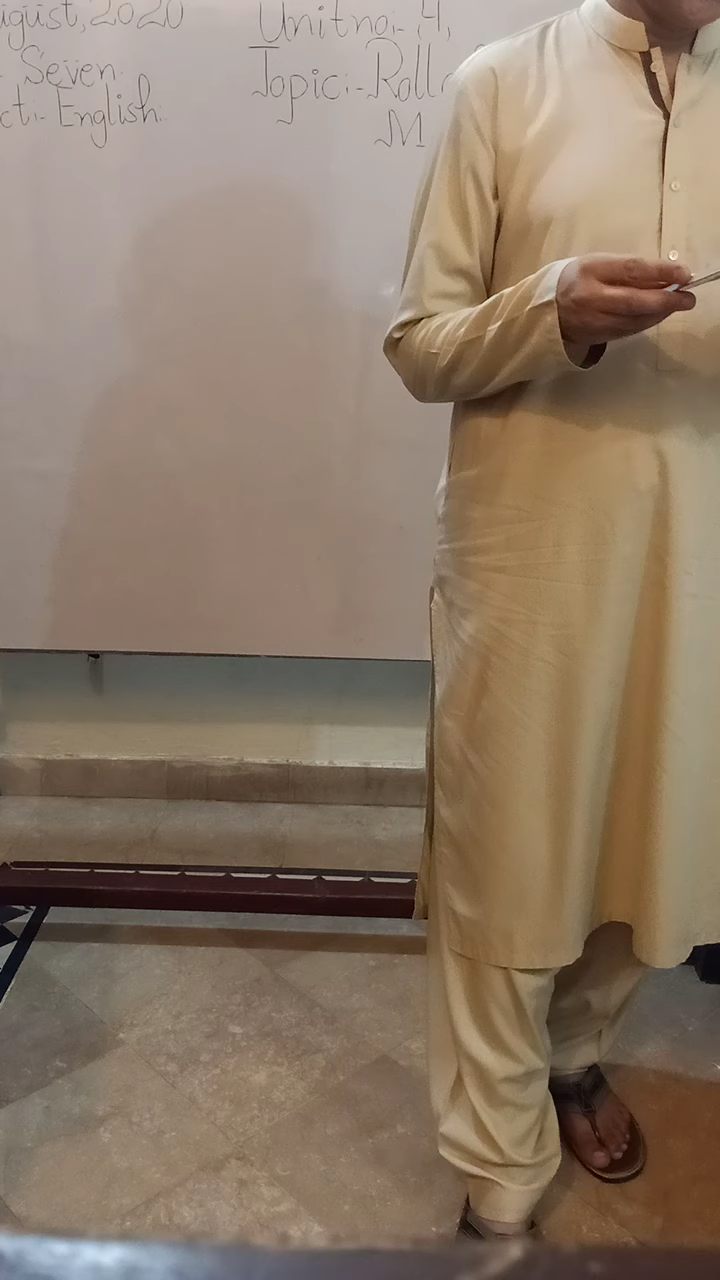 ugust, 2020
Seven
ct:- English:
Unit no:- 4,
Topic:- Roll
M